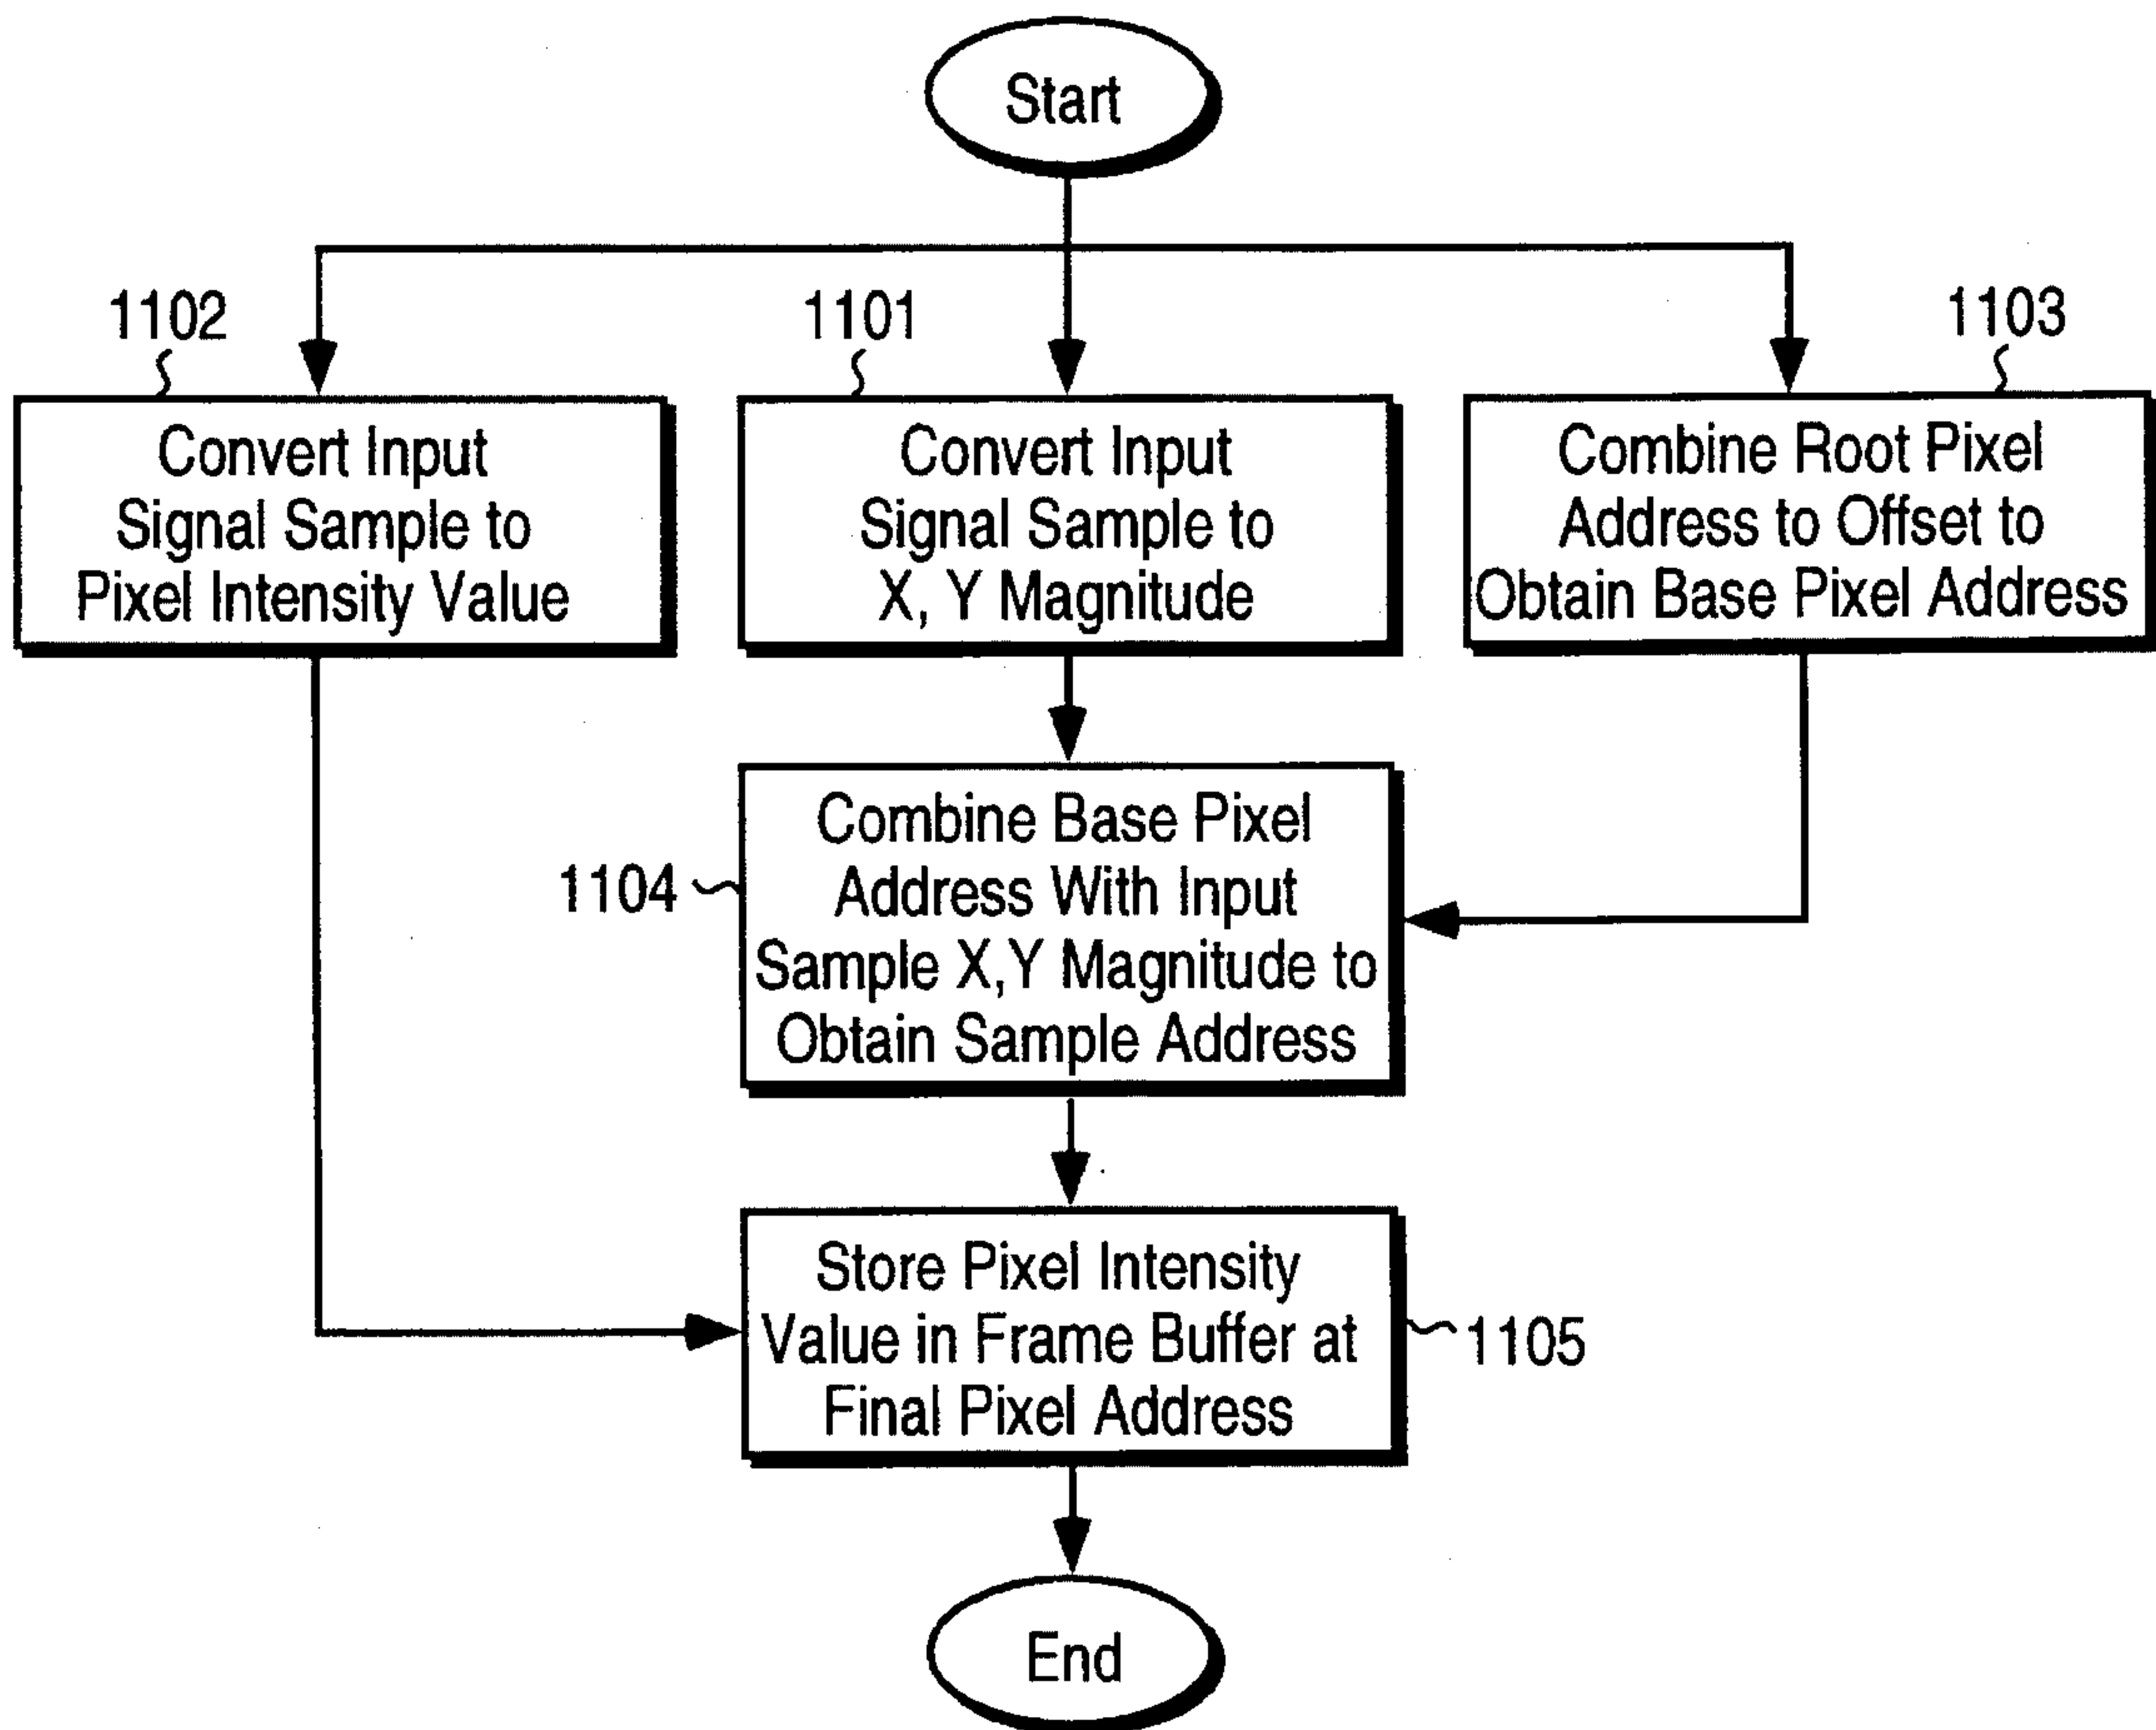 Start
1102
Convert Input
Signal Sample to
Pixel Intensity Value
1101
Convert Input
Signal Sample to
X, Y Magnitude
1103
Combine Root Pixel
Address to Offset to
Obtain Base Pixel Address
1104
Combine Base Pixel
Address With Input
Sample X,Y Magnitude to
Obtain Sample Address
Store Pixel Intensity
Value in Frame Buffer at
Final Pixel Address
1105
End